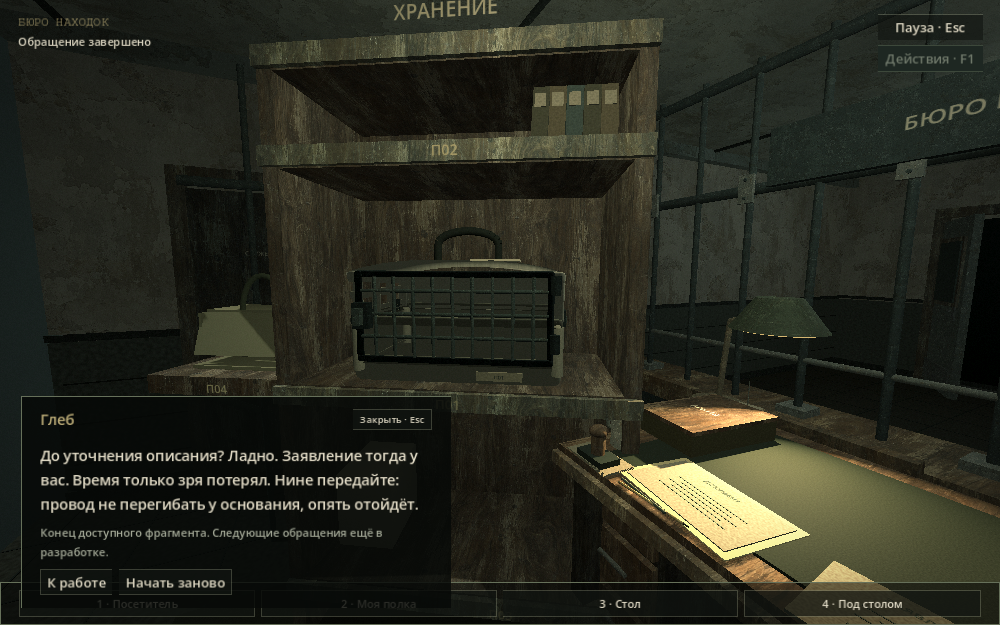 ХРАНЕНИЕ
БЮРО НАХОДОК
Обращение завершено
Пауза · Esc
Действия · F1
БЮРО
П02
П04
Глеб
Закрыть · Esc
До уточнения описания? Ладно. Заявление тогда у
вас. Время только зря потерял. Нине передайте:
провод не перегибать у основания, опять отойдёт.
Конец доступного фрагмента. Следующие обращения ещё в
разработке.
К работе
Начать заново
1 · Посетитель
2 · Моя полка
3 · Стол
4 · Под столом